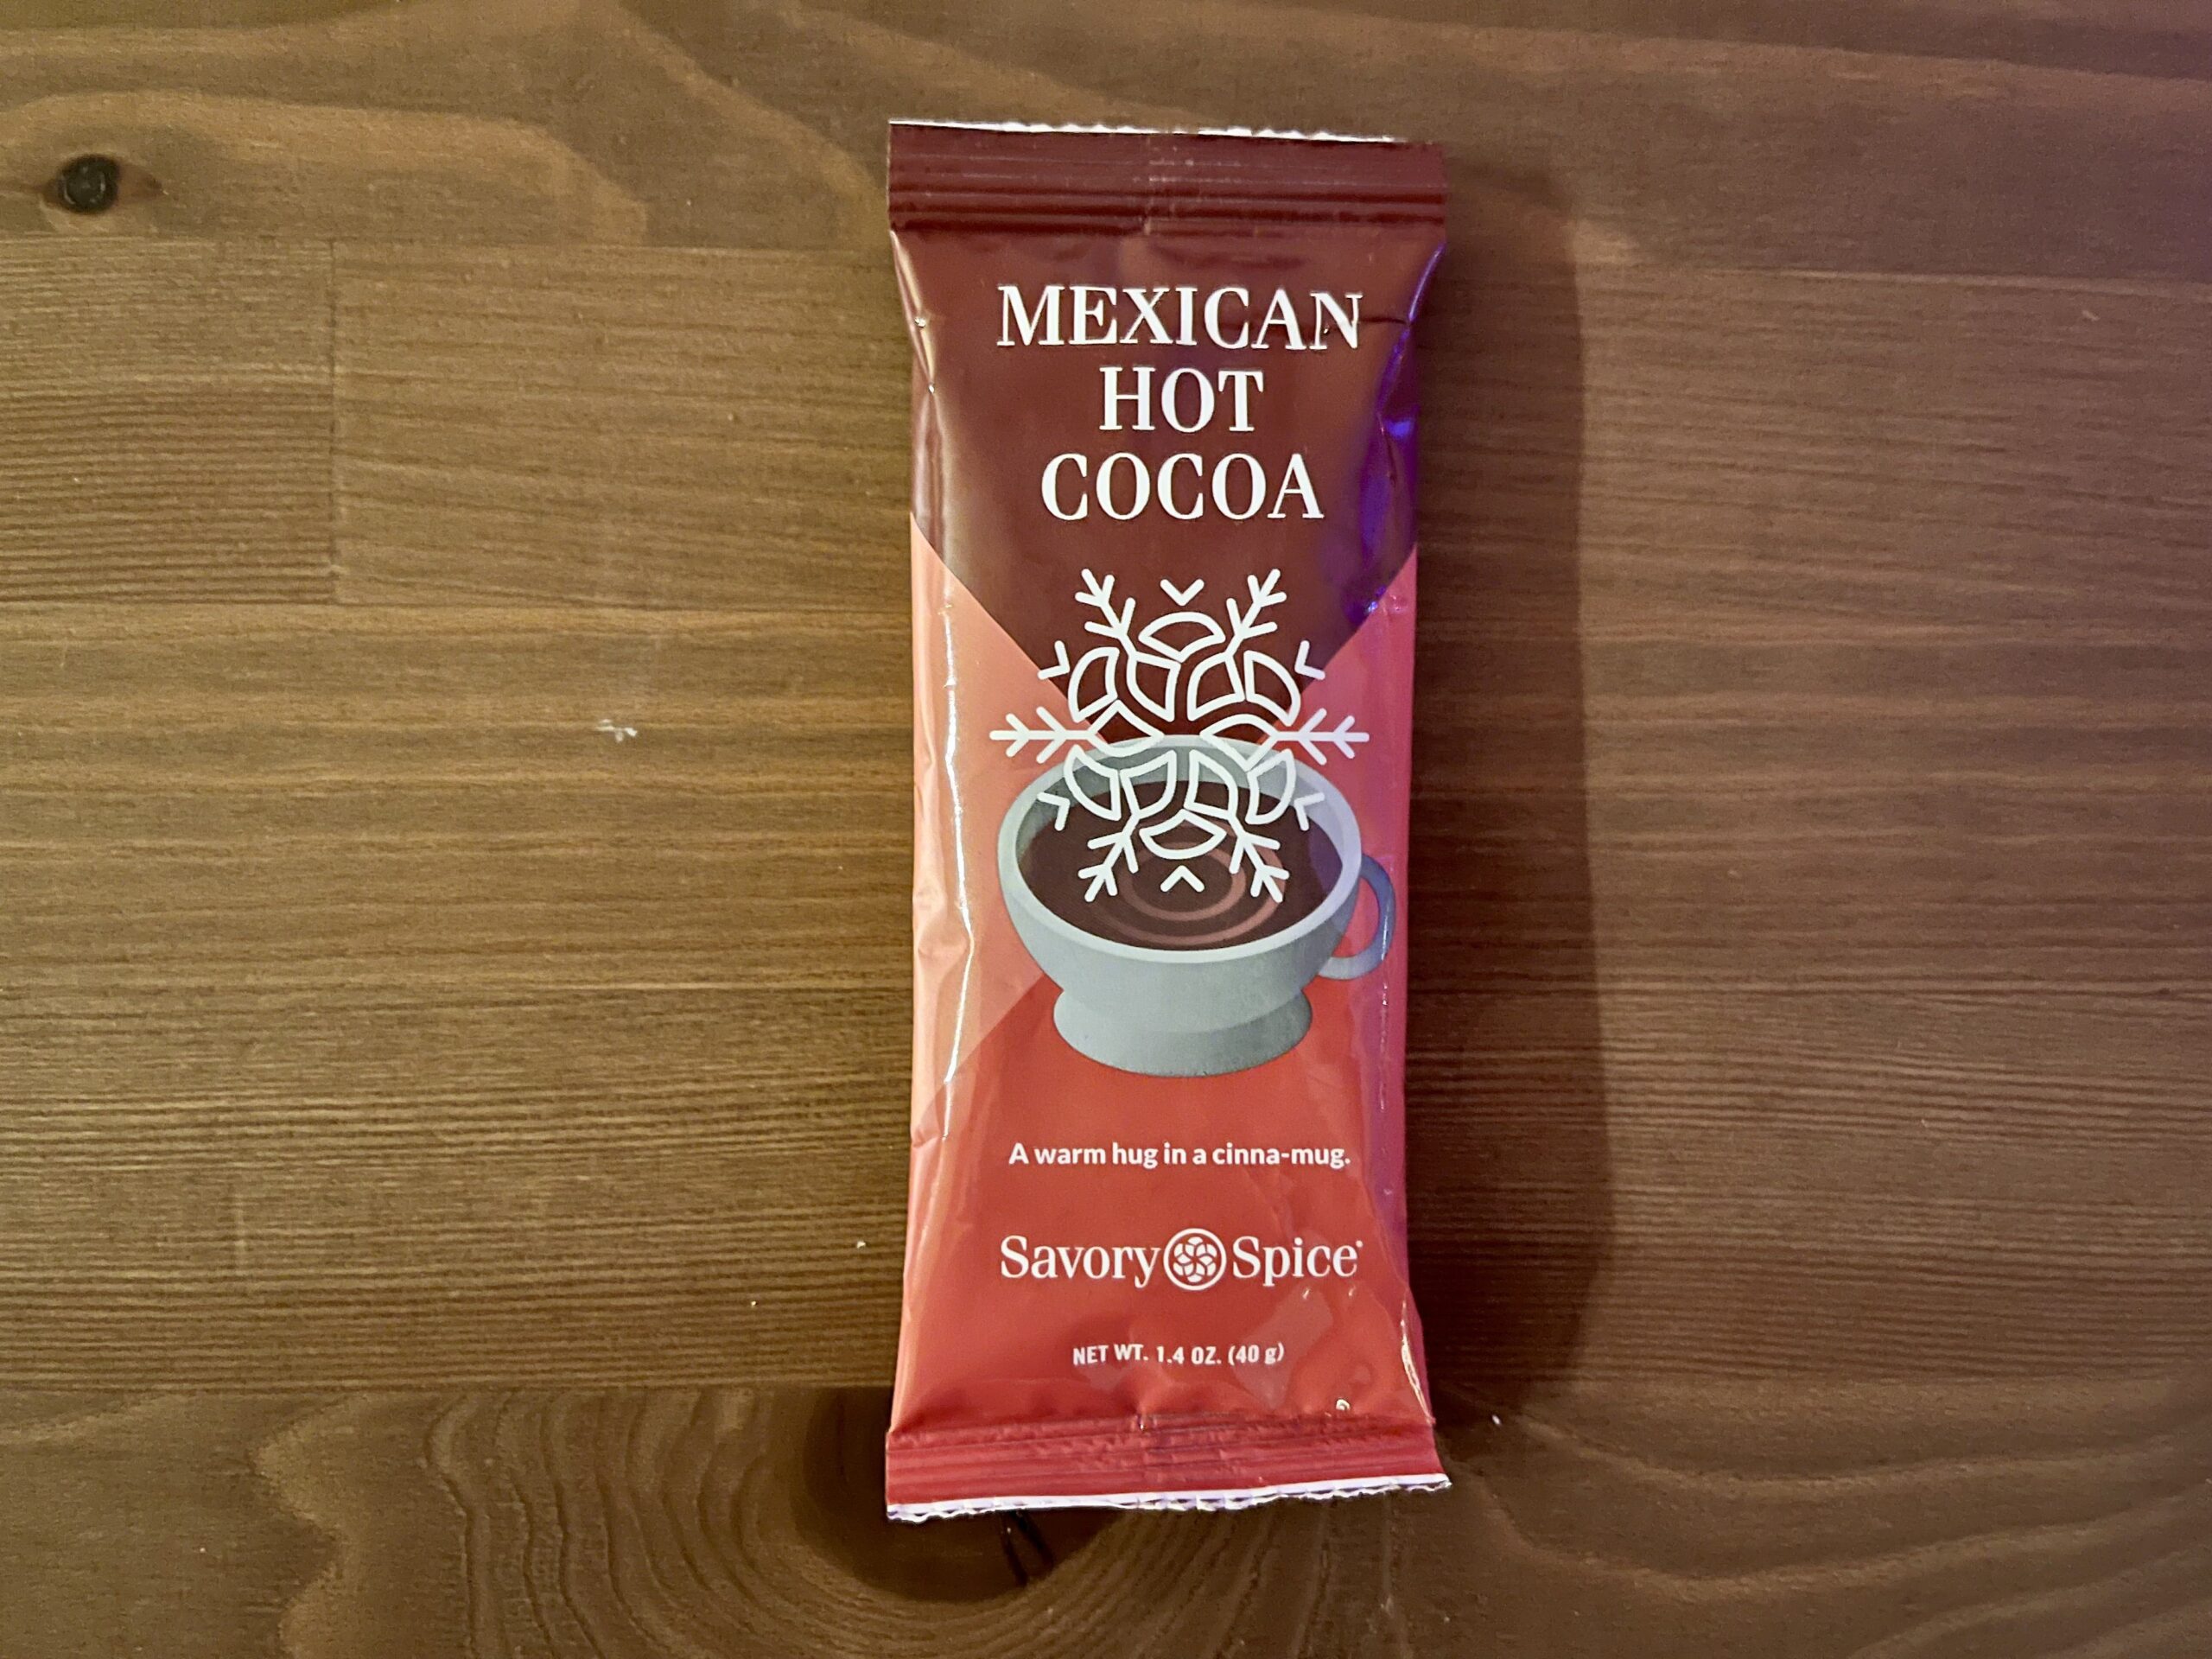 MEXICAN
HOT
COCOA
A warm hug in a cinna-mug.
Savory Spice
NET WT. 1.4 OZ. (40 g)